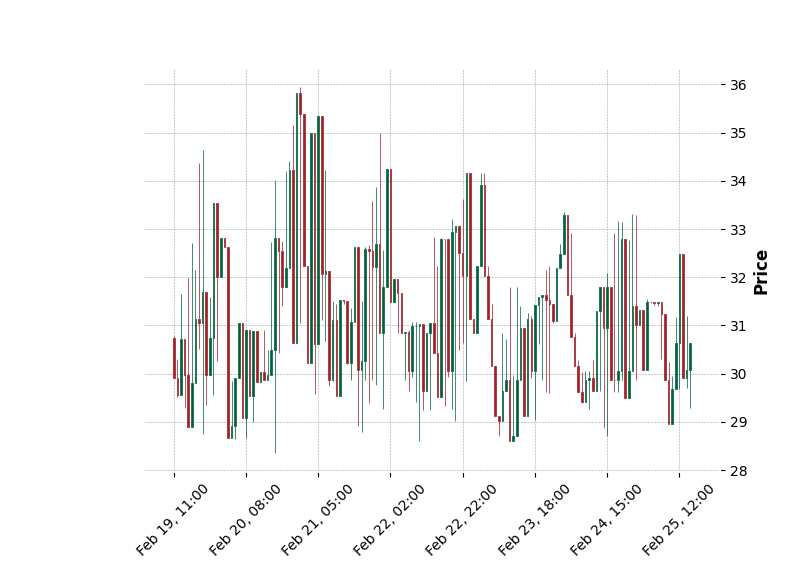 36
35
34
33
32
31
30
29
28
Price
Feb 19, 11:00
Feb 20, 08:00
Feb 21, 05:00
Feb 22, 02:00
Feb 22, 22:00
Feb 23, 18:00
Feb 24, 15:00
Feb 25, 12:00